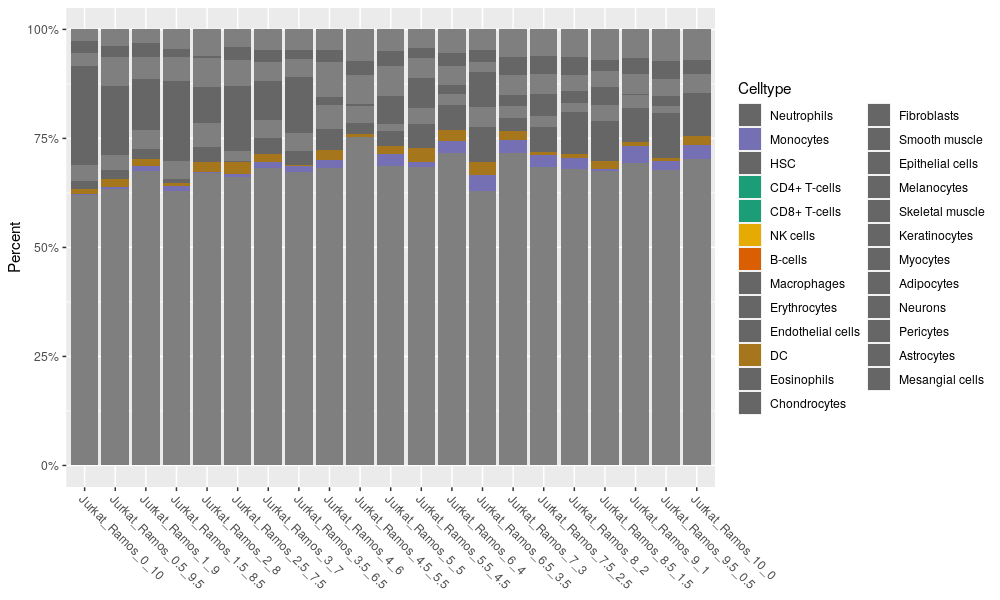 100%
75%
50%
25%
0%
Percent
Jurkat_Ramos_0_10
Jurkat_Ramos_0.5_9.5
Jurkat_Ramos_1_9
Jurkat_Ramos_1.5_8.5
Jurkat_Ramos_2_8
Jurkat_Ramos_2.5_7.5
Jurkat_Ramos_3_7
Jurkat_Ramos_3.5_6.5
Jurkat_Ramos_4_6
Jurkat_Ramos_4.5_5.5
Jurkat_Ramos_5_5
Jurkat_Ramos_5.5_4.5
Jurkat_Ramos_6_4
Jurkat_Ramos_6.5_3.5
Jurkat_Ramos_7_3
Jurkat_Ramos_7.5_2.5
Jurkat_Ramos_8_2
Jurkat_Ramos_8.5_1.5
Jurkat_Ramos_9_1
Jurkat_Ramos_9.5_0.5
Jurkat_Ramos_10_0
Celltype
Neutrophils
Monocytes
HSC
CD4+ T-cells
CD8+ T-cells
NK cells
B-cells
Macrophages
Erythrocytes
Endothelial cells
DC
Eosinophils
Chondrocytes
Fibroblasts
Smooth muscle
Epithelial cells
Melanocytes
Skeletal muscle
Keratinocytes
Myocytes
Adipocytes
Neurons
Pericytes
Astrocytes
Mesangial cells